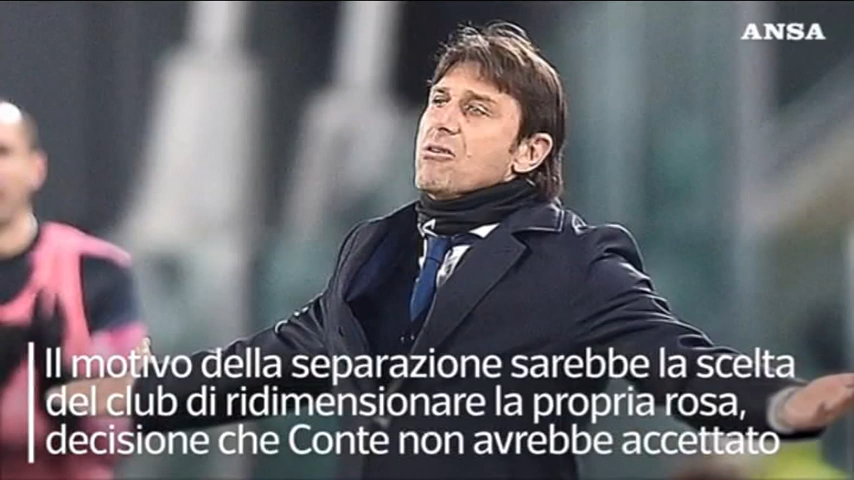 ANSA
Il motivo della separazione sarebbe la scelta
del club di ridimensionare la propria rosa,
decisione che Conte non avrebbe accettato